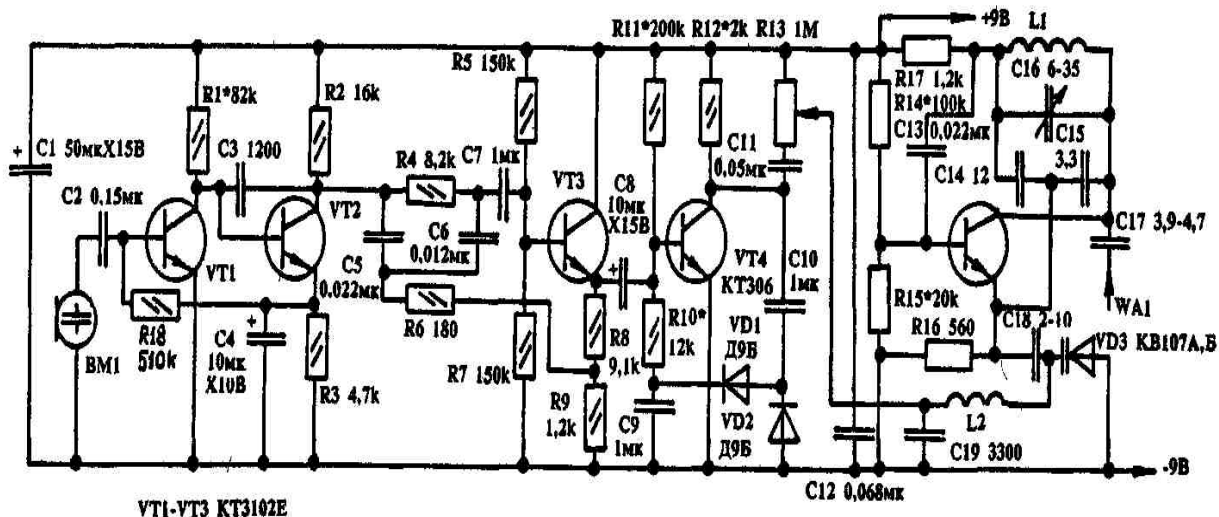 +9В
L1
R11*200k R12*2k R13 1М
R5 150k
R1*82k
R2 16k
R17 1,2k
C16 6-35
R14*100k
C13
0,022мк
C15
3,3
C1 50мкХ15В
C3 1200
R4 8,2k
C7 1мк
C11
0,05мк
C14 12
VT3
C8
10мк
Х15В
C2 0,15мк
VT2
C6
0,012мк
C17 3,9-4,7
VT1
C5
0,022мк
VT4
КТ306
C10
1мк
R15*20k
WA1
R18
510k
C4
10мк
Х10В
R6 180
R8
9,1k
R10*
12k
VD1
Д9Б
R16 560
C18 2-10
VD3 КВ107А,Б
ВМ1
R3 4,7k
R7 150k
R9
1,2k
C9
1мк
VD2
Д9Б
L2
C19 3300
-9В
C12 0,068мк
VT1-VT3 КТ3102Е